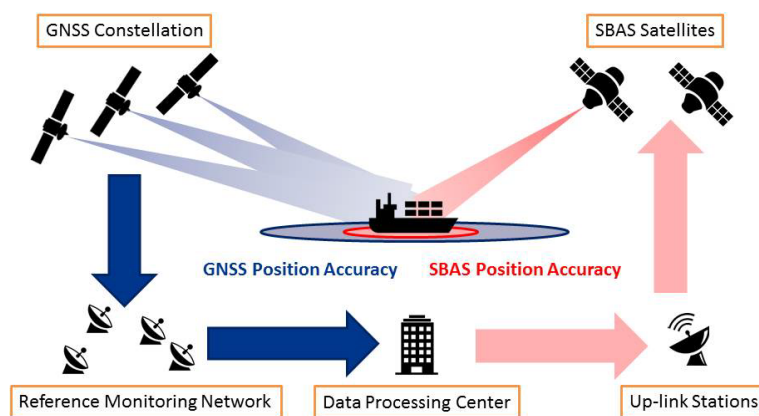 GNSS Constellation
SBAS Satellites
GNSS Position Accuracy
SBAS Position Accuracy
Reference Monitoring Network
Data Processing Center
Up-link Stations